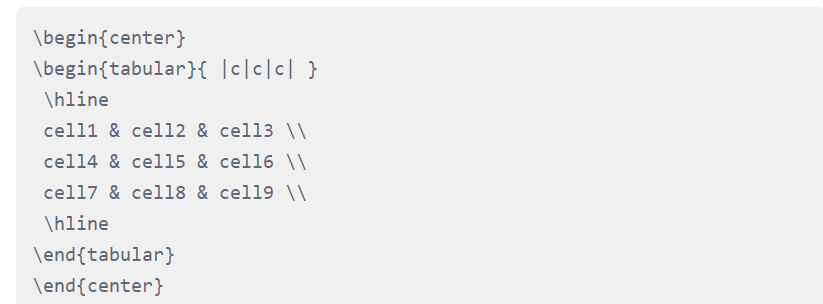 \begin{center}
\begin{tabular}{ |c|c|c| }
 \hline
 cell1 & cell2 & cell3 \\
 cell4 & cell5 & cell6 \\
 cell7 & cell8 & cell9 \\
 \hline
\end{tabular}
\end{center}